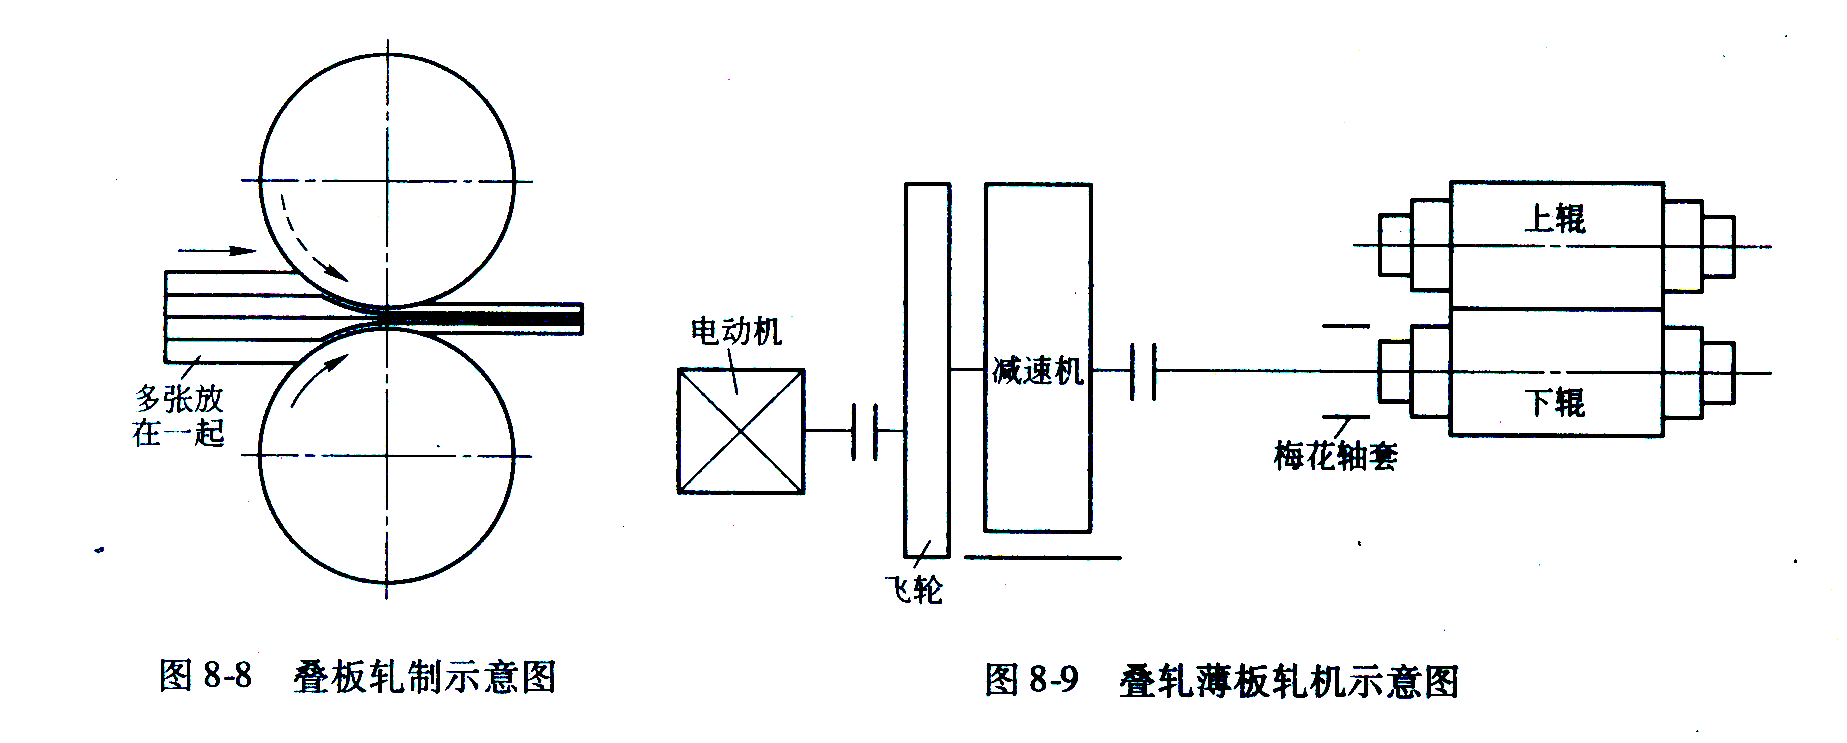 多张放
在一起
图 8-8 叠板轧制示意图
电动机
飞轮
减速机
上辊
下辊
梅花轴套
图 8-9 叠轧薄板轧机示意图